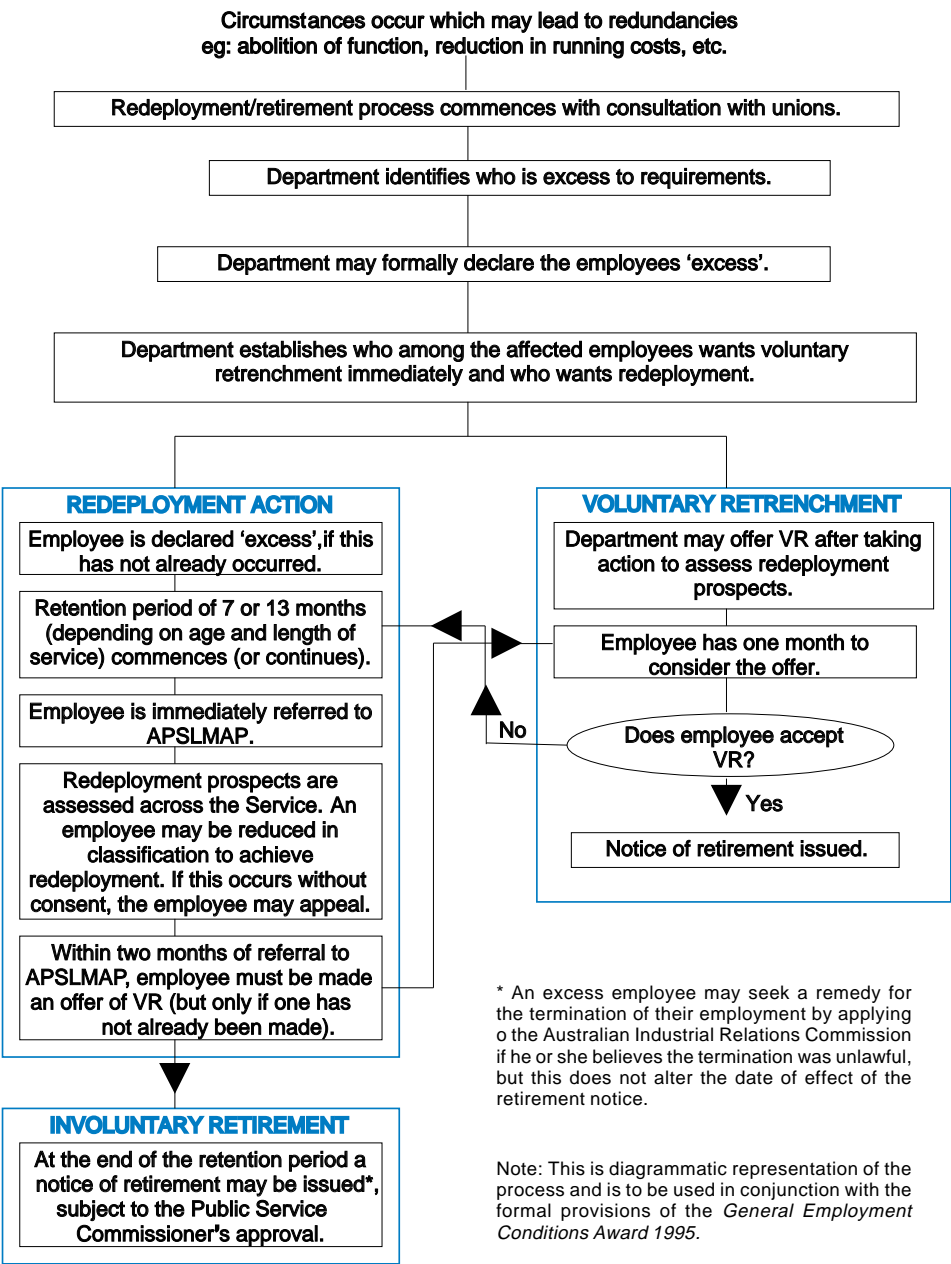 Circumstances occur which may lead to redundancies
eg: abolition of function, reduction in running costs, etc.
Redeployment/retirement process commences with consultation with unions.
Department identifies who is excess to requirements.
Department may formally declare the employees ‘excess’.
Department establishes who among the affected employees wants voluntary
retrenchment immediately and who wants redeployment.
REDEPLOYMENT ACTION
Employee is declared ‘excess’,if this
has not already occurred.
Retention period of 7 or 13 months
(depending on age and length of
service) commences (or continues).
Employee is immediately referred to
APSLMAP.
Redeployment prospects are
assessed across the Service. An
employee may be reduced in
classification to achieve
redeployment. If this occurs without
consent, the employee may appeal.
Within two months of referral to
APSLMAP, employee must be made
an offer of VR (but only if one has
not already been made).
INVOLUNTARY RETIREMENT
At the end of the retention period a
notice of retirement may be issued*,
subject to the Public Service
Commissioner's approval.
VOLUNTARY RETRENCHMENT
Department may offer VR after taking
action to assess redeployment
prospects.
Employee has one month to
consider the offer.
Does employee accept
VR?
No
Yes
Notice of retirement issued.
* An excess employee may seek a remedy for
the termination of their employment by applying
o the Australian Industrial Relations Commission
if he or she believes the termination was unlawful,
but this does not alter the date of effect of the
retirement notice.
Note: This is diagrammatic representation of the
process and is to be used in conjunction with the
formal provisions of the General Employment
Conditions Award 1995.